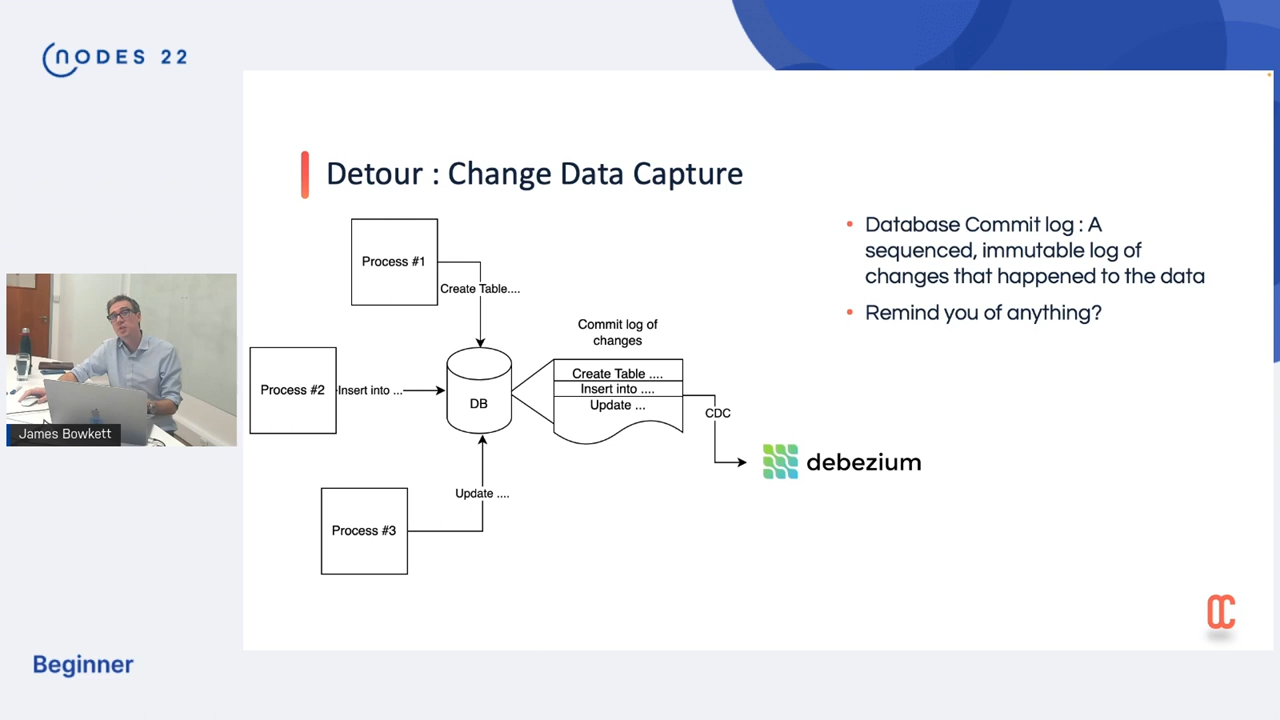 NODES 22
Detour : Change Data Capture
Process #1
Create Table....
Process #2
Insert into ...
DB
Process #3
Update ....
Commit log of
changes
Create Table ....
Insert into ....
Update ...
CDC
debezium
• Database Commit log : A
sequenced, immutable log of
changes that happened to the data
• Remind you of anything?
James Bowkett
OC
Beginner